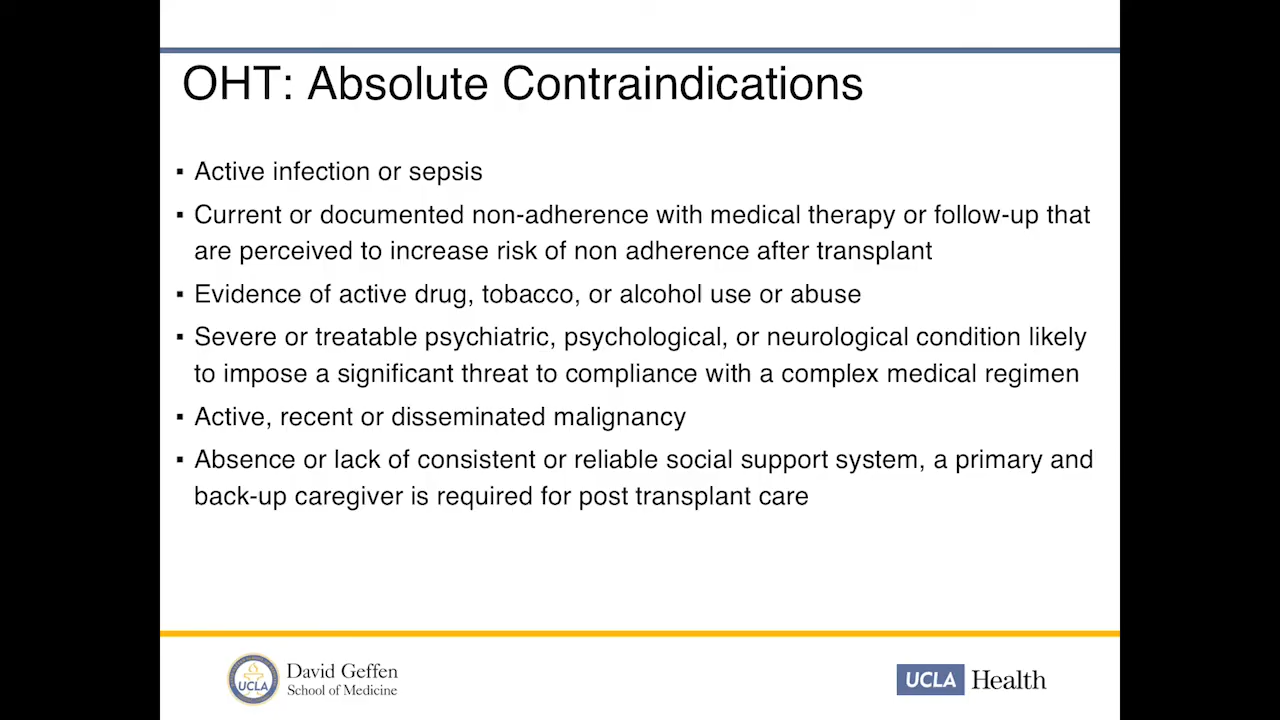 OHT: Absolute Contraindications
▪ Active infection or sepsis
▪ Current or documented non-adherence with medical therapy or follow-up that
are perceived to increase risk of non adherence after transplant
▪ Evidence of active drug, tobacco, or alcohol use or abuse
▪ Severe or treatable psychiatric, psychological, or neurological condition likely
to impose a significant threat to compliance with a complex medical regimen
▪ Active, recent or disseminated malignancy
▪ Absence or lack of consistent or reliable social support system, a primary and
back-up caregiver is required for post transplant care
UCLA
David Geffen
School of Medicine
UCLA Health